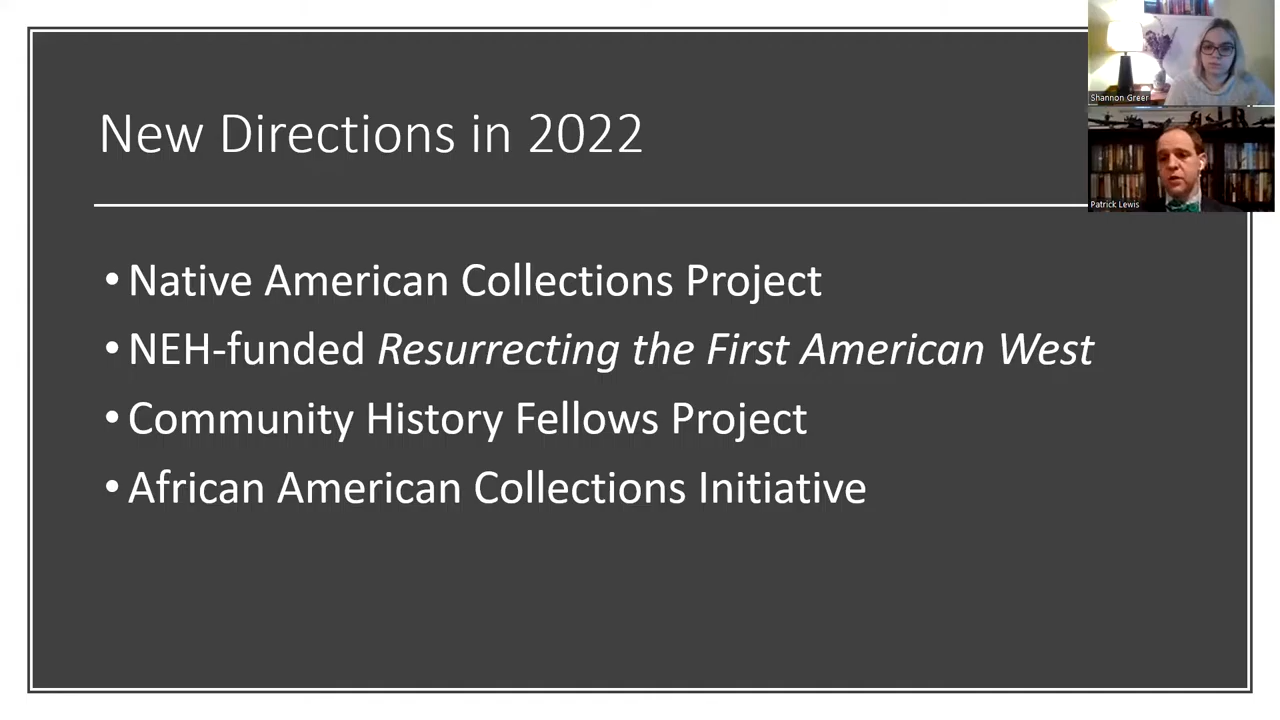 New Directions in 2022
• Native American Collections Project
• NEH-funded Resurrecting the First American West
• Community History Fellows Project
• African American Collections Initiative
Shannon Greer
Patrick Lewis